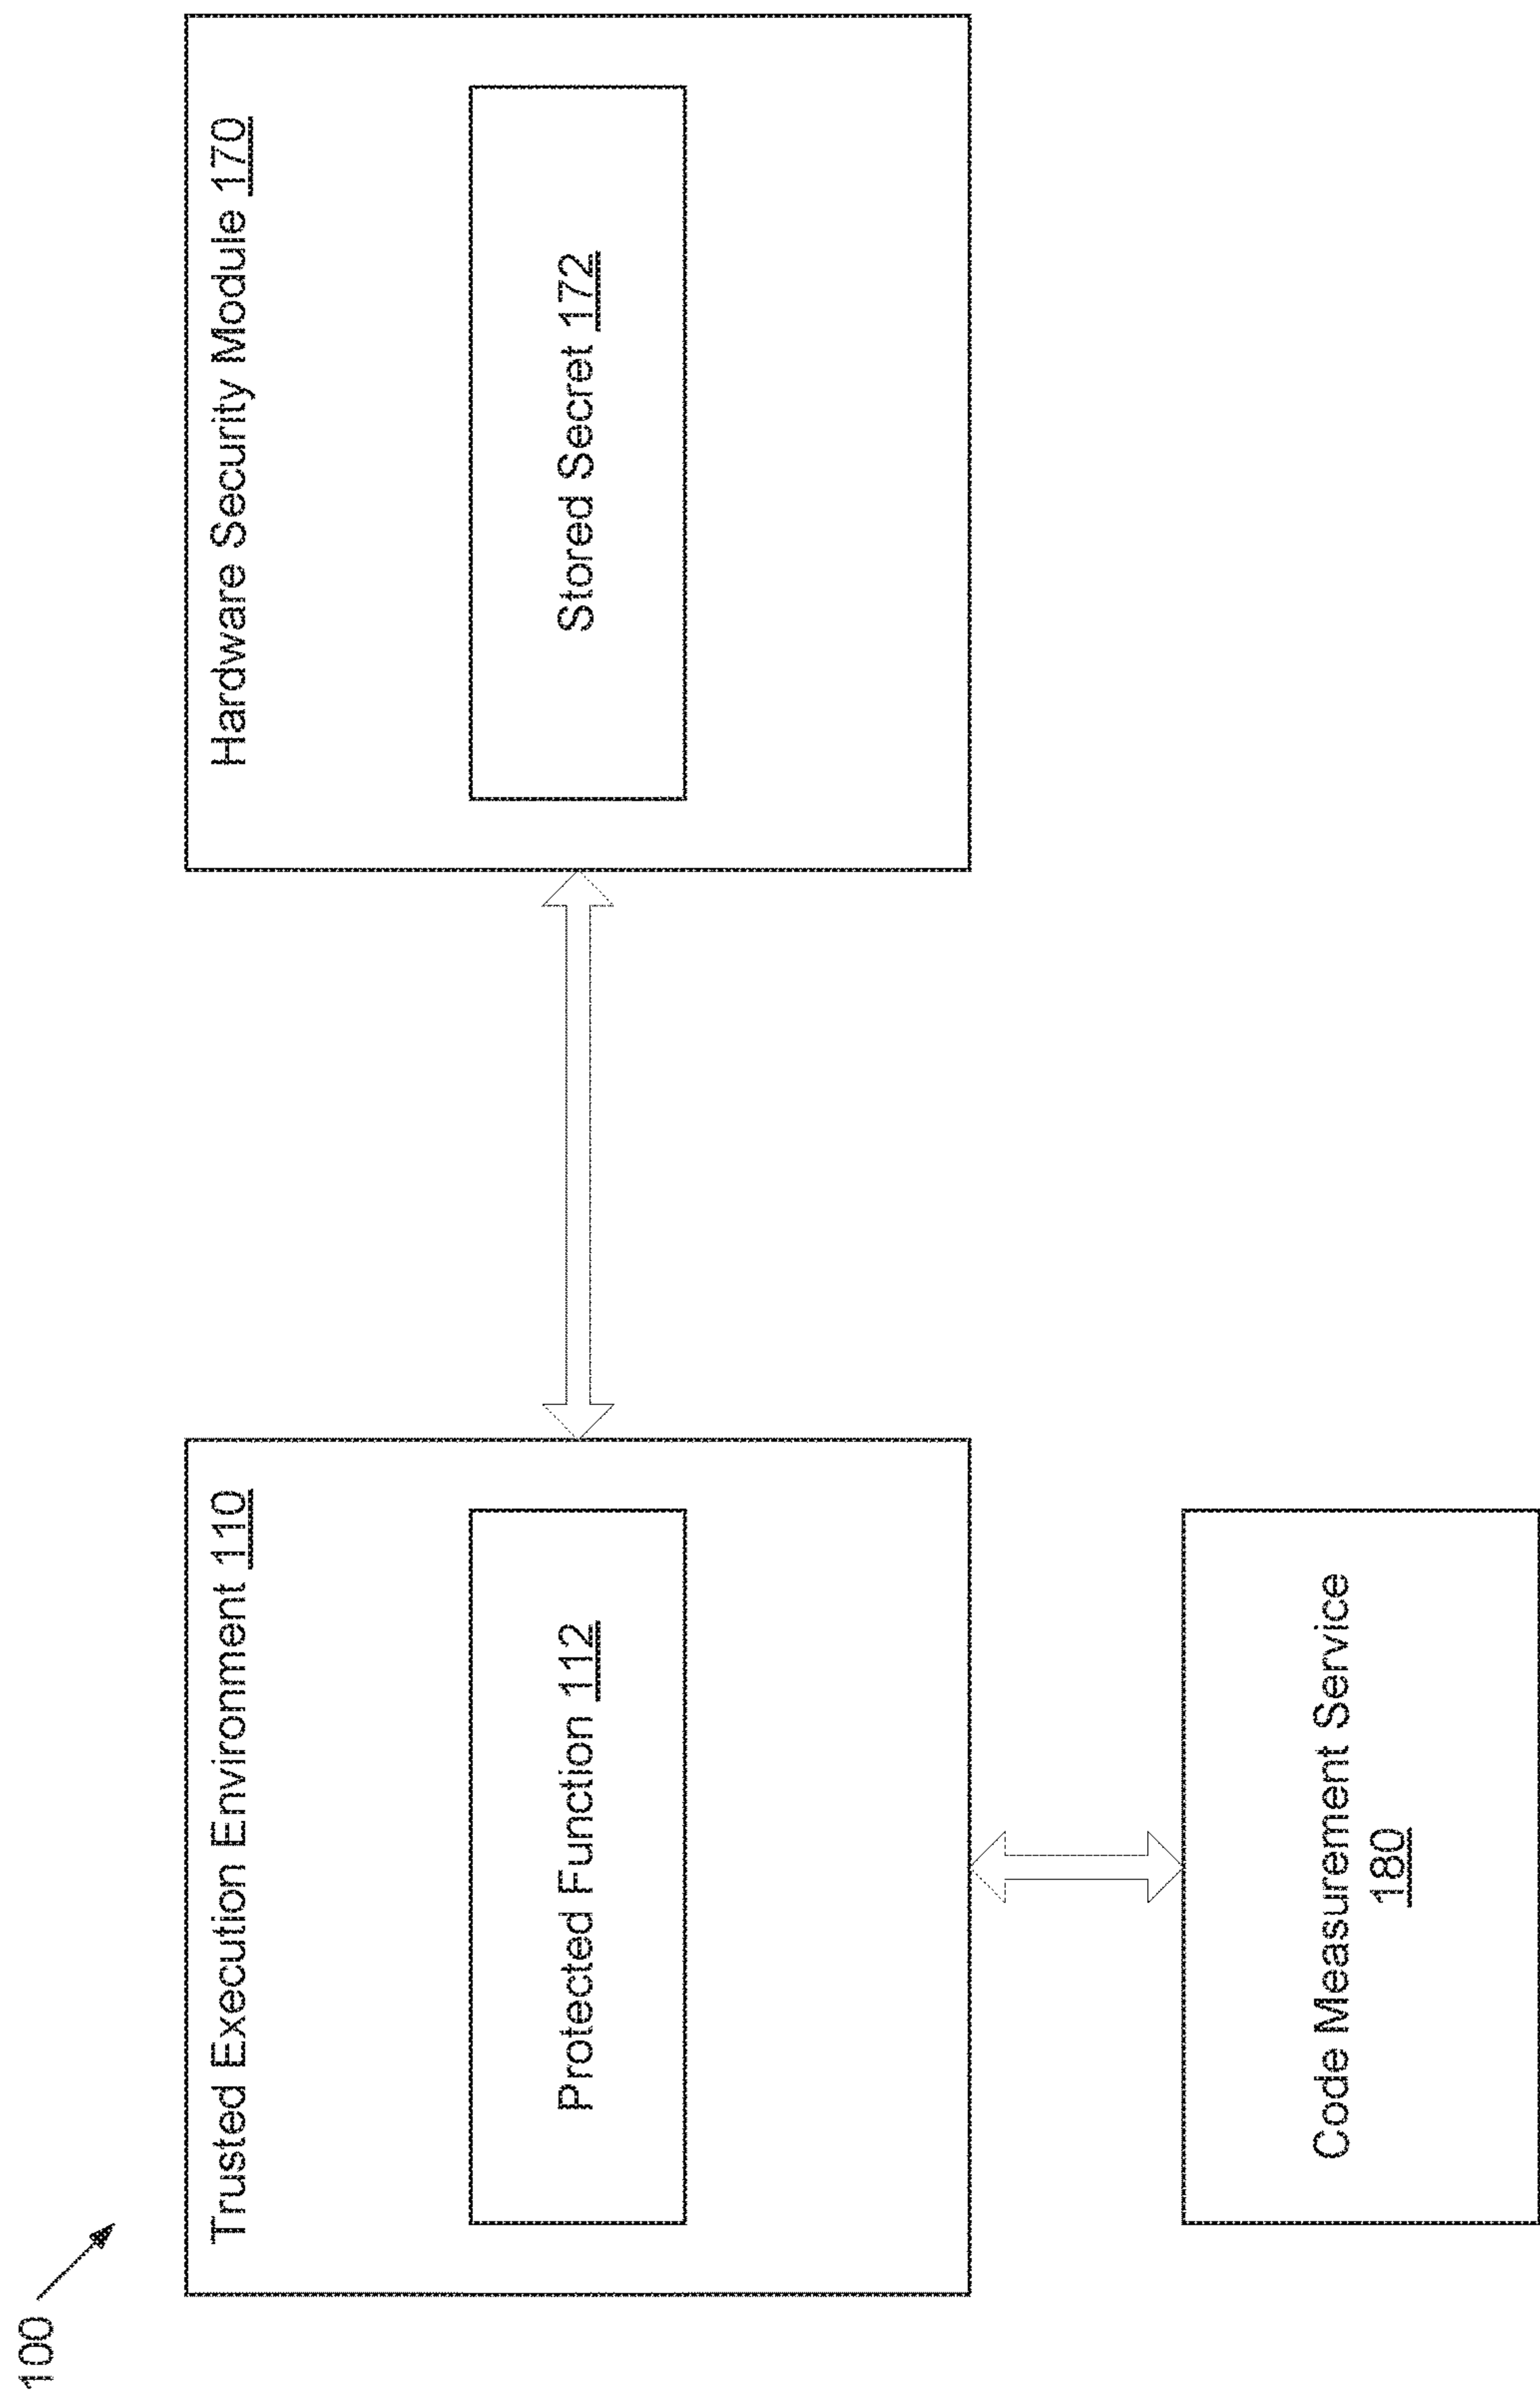 100
Trusted Execution Environment 110
Protected Function 112
Hardware Security Module 170
Stored Secret 172
Code Measurement Service
180